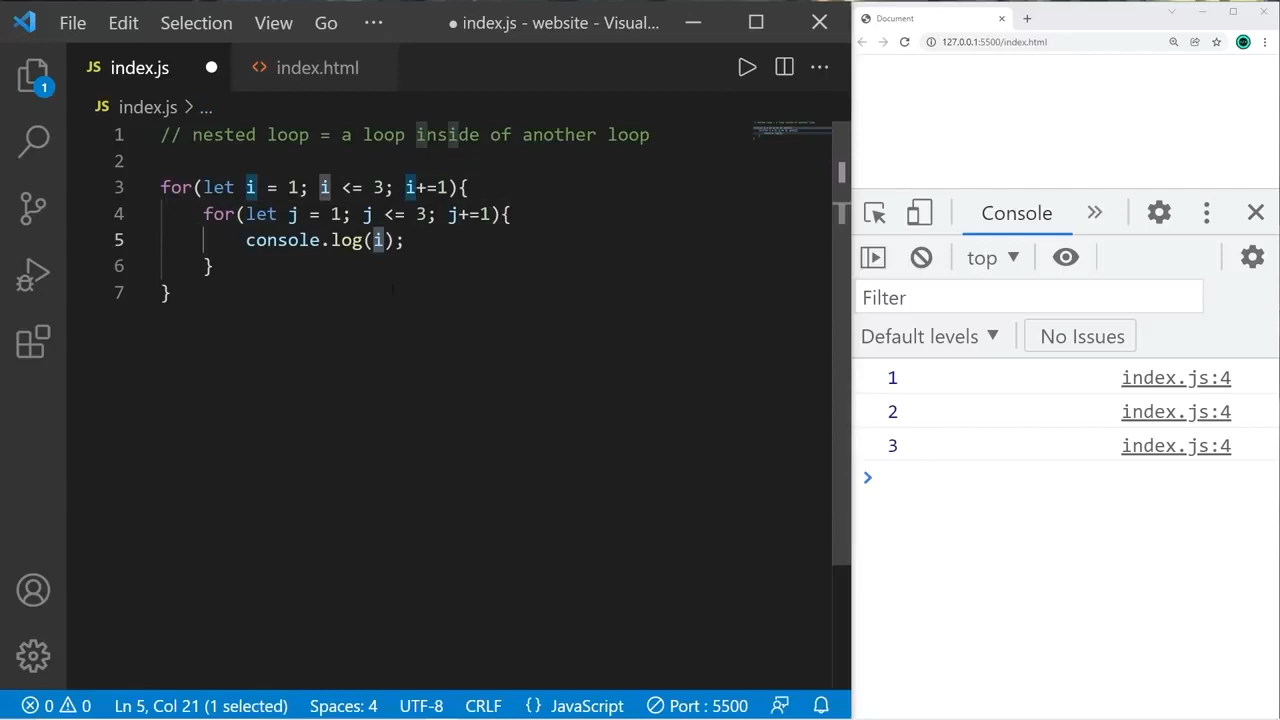 File Edit Selection View Go ··· ● index.js - website - Visual...
JS index.js ● <> index.html
JS index.js > ...
1 // nested loop = a loop inside of another loop
2
3 for(let i = 1; i <= 3; i+=1){
4     for(let j = 1; j <= 3; j+=1){
5         console.log(i);
6     }
7 }
1
0 0 Ln 5, Col 21 (1 selected) Spaces: 4 UTF-8 CRLF {} JavaScript Port : 5500
Document
127.0.0.1:5500/index.html
Console
top ▼
Filter
Default levels ▼ No Issues
1 index.js:4
2 index.js:4
3 index.js:4
>